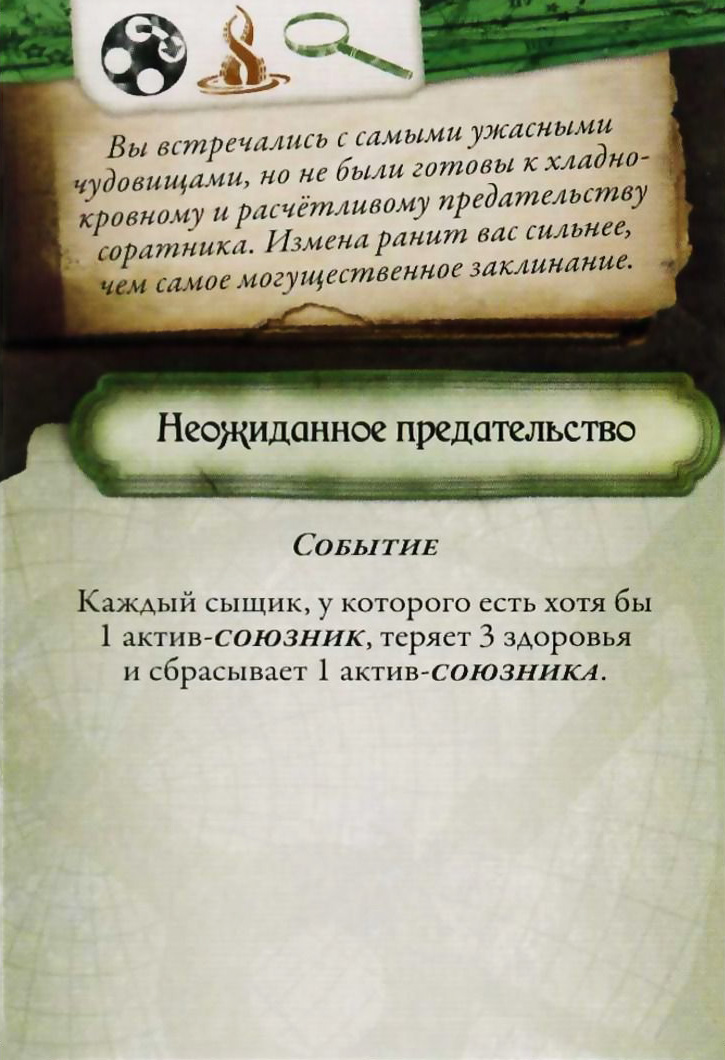 Вы встречались с самыми ужасными
чудовищами, но не были готовы к хладно-
кровному и расчётливому предательству
соратника. Измена ранит вас сильнее,
чем самое могущественное заклинание.
Неожиданное предательство
Событие
Каждый сыщик, у которого есть хотя бы
1 актив-союзник, теряет 3 здоровья
и сбрасывает 1 актив-союзника.